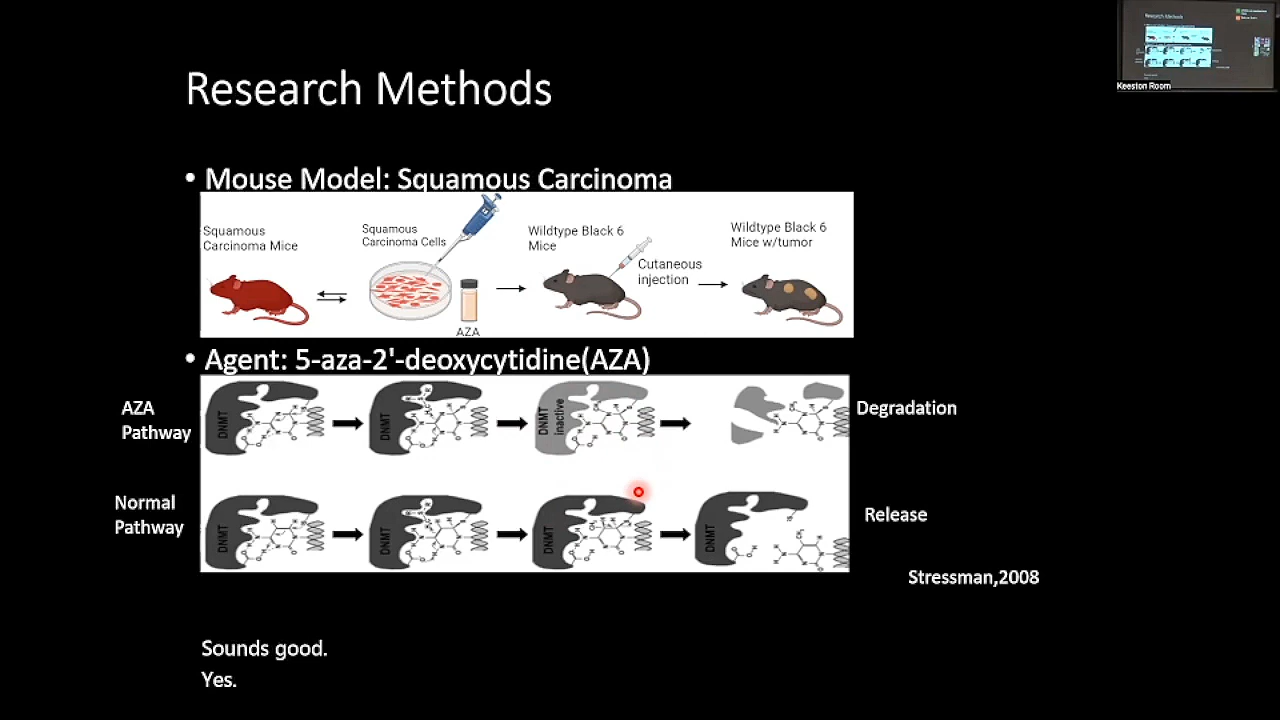 Research Methods
Keeston Room
• Mouse Model: Squamous Carcinoma
Squamous
Carcinoma Mice
Squamous
Carcinoma Cells
AZA
Wildtype Black 6
Mice
Cutaneous
injection
Wildtype Black 6
Mice w/tumor
• Agent: 5-aza-2'-deoxycytidine(AZA)
AZA
Pathway
DNMT
DNMT
DNMT
inactive
Degradation
Normal
Pathway
DNMT
DNMT
DNMT
DNMT
Release
Stressman,2008
Sounds good.
Yes.